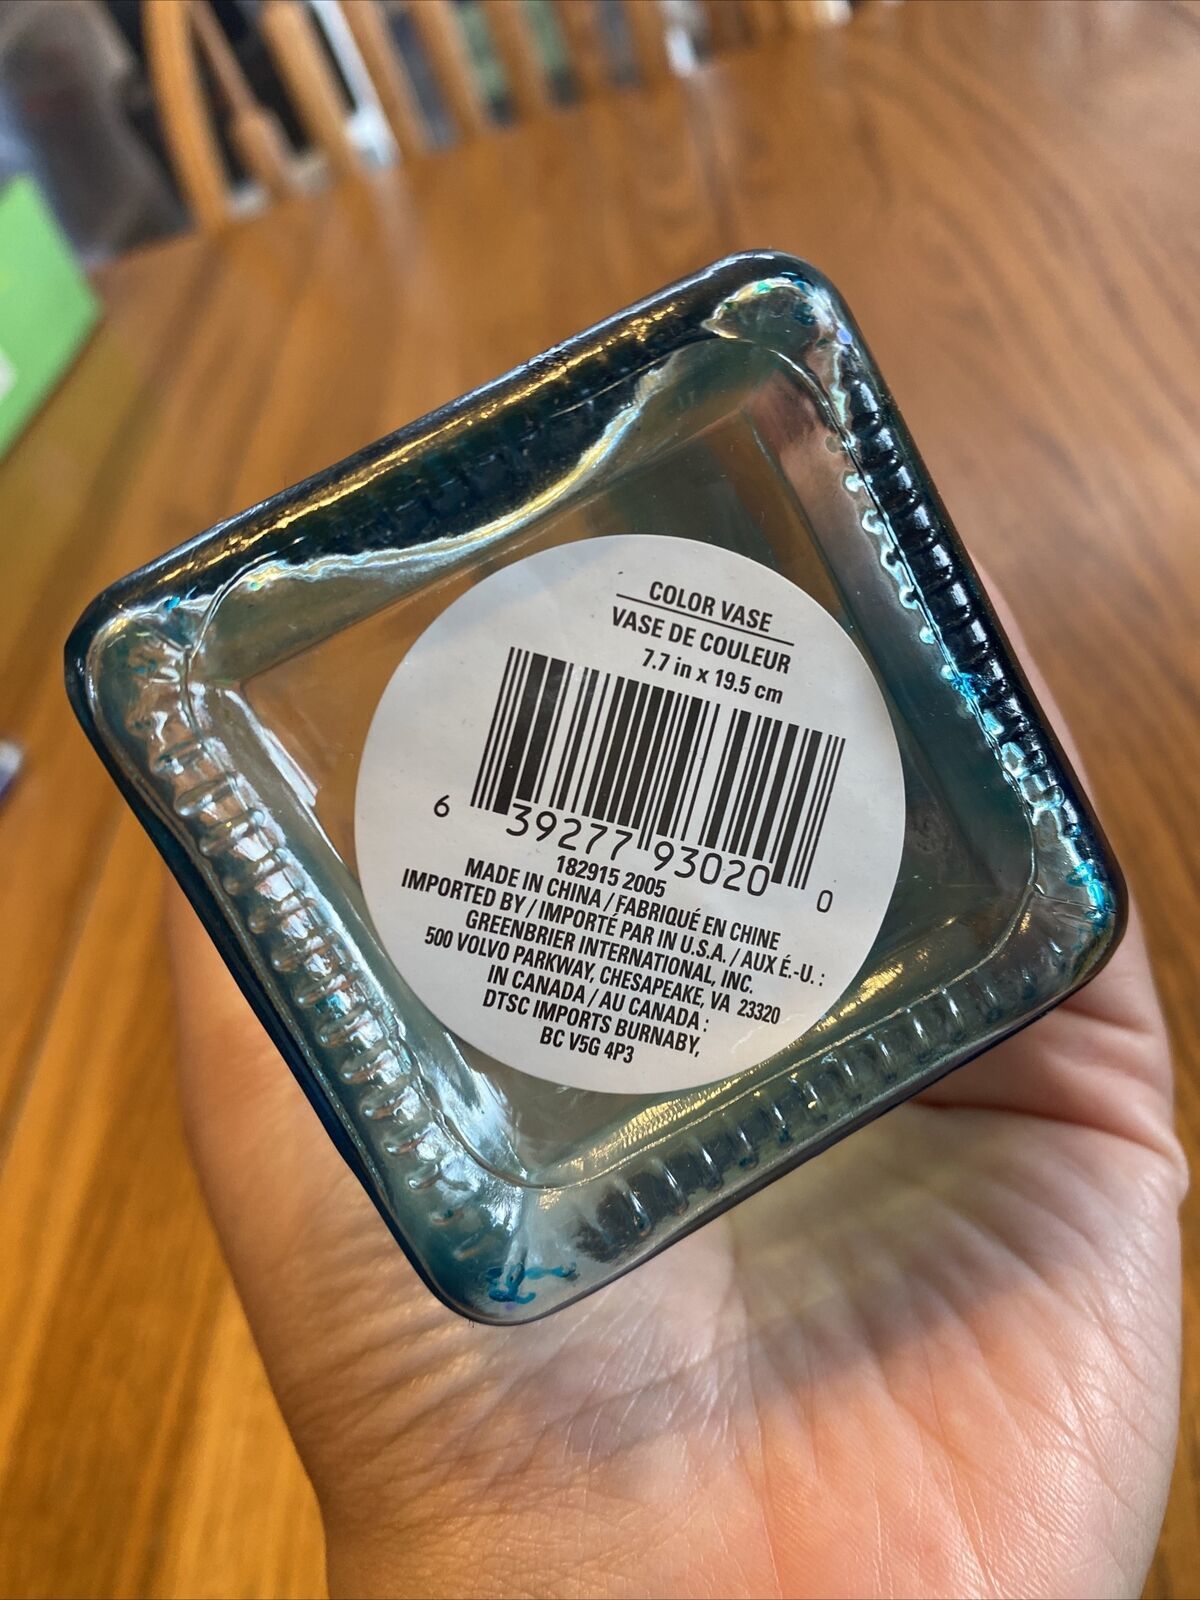 COLOR VASE
VASE DE COULEUR
7.7 in x 19.5 cm
6 39277 93020 0
182915 2005
MADE IN CHINA / FABRIQUÉ EN CHINE
IMPORTED BY / IMPORTÉ PAR IN U.S.A. / AUX É.-U. :
GREENBRIER INTERNATIONAL, INC.
500 VOLVO PARKWAY, CHESAPEAKE, VA 23320
IN CANADA / AU CANADA :
DTSC IMPORTS BURNABY,
BC V5G 4P3